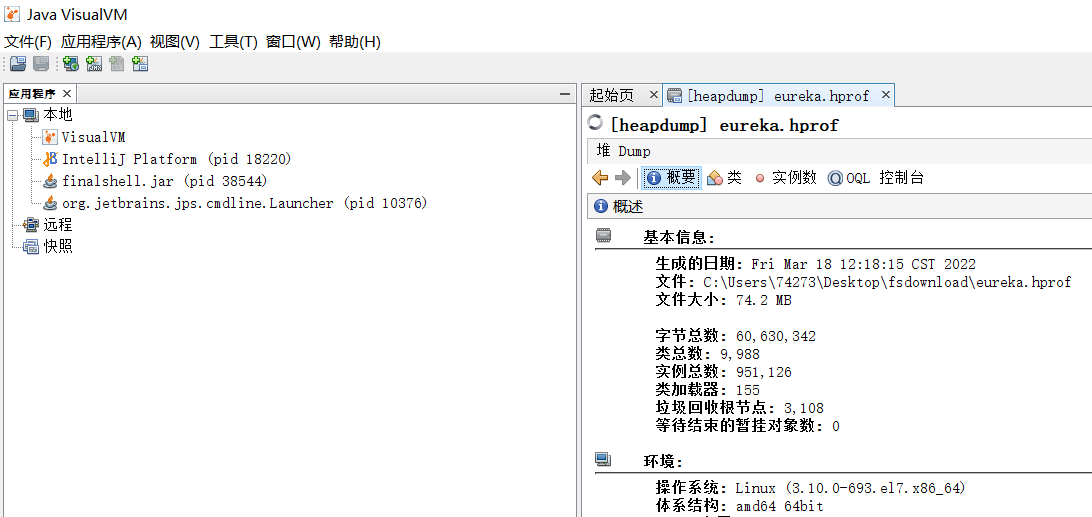 Java VisualVM
文件(F) 应用程序(A) 视图(V) 工具(T) 窗口(W) 帮助(H)
应用程序
本地
VisualVM
IntelliJ Platform (pid 18220)
finalshell.jar (pid 38544)
org.jetbrains.jps.cmdline.Launcher (pid 10376)
远程
快照
起始页 [heapdump] eureka.hprof
[heapdump] eureka.hprof
堆 Dump
概要 类 实例数 OQL 控制台
概述
基本信息:
生成的日期: Fri Mar 18 12:18:15 CST 2022
文件: C:\Users\74273\Desktop\fsdownload\eureka.hprof
文件大小: 74.2 MB
字节总数: 60,630,342
类总数: 9,988
实例总数: 951,126
类加载器: 155
垃圾回收根节点: 3,108
等待结束的暂挂对象数: 0
环境:
操作系统: Linux (3.10.0-693.el7.x86_64)
体系结构: amd64 64bit